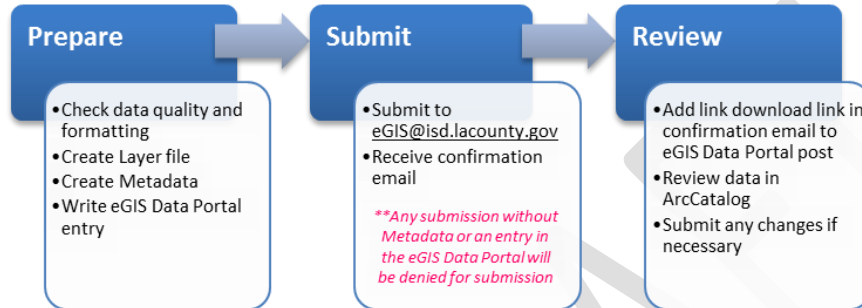 Prepare
•Check data quality and
formatting
•Create Layer file
•Create Metadata
•Write eGIS Data Portal
entry
Submit
•Submit to
eGIS@isd.lacounty.gov
•Receive confirmation
email
**Any submission without
Metadata or an entry in
the eGIS Data Portal will
be denied for submission
Review
•Add link download link in
confirmation email to
eGIS Data Portal post
•Review data in
ArcCatalog
•Submit any changes if
necessary